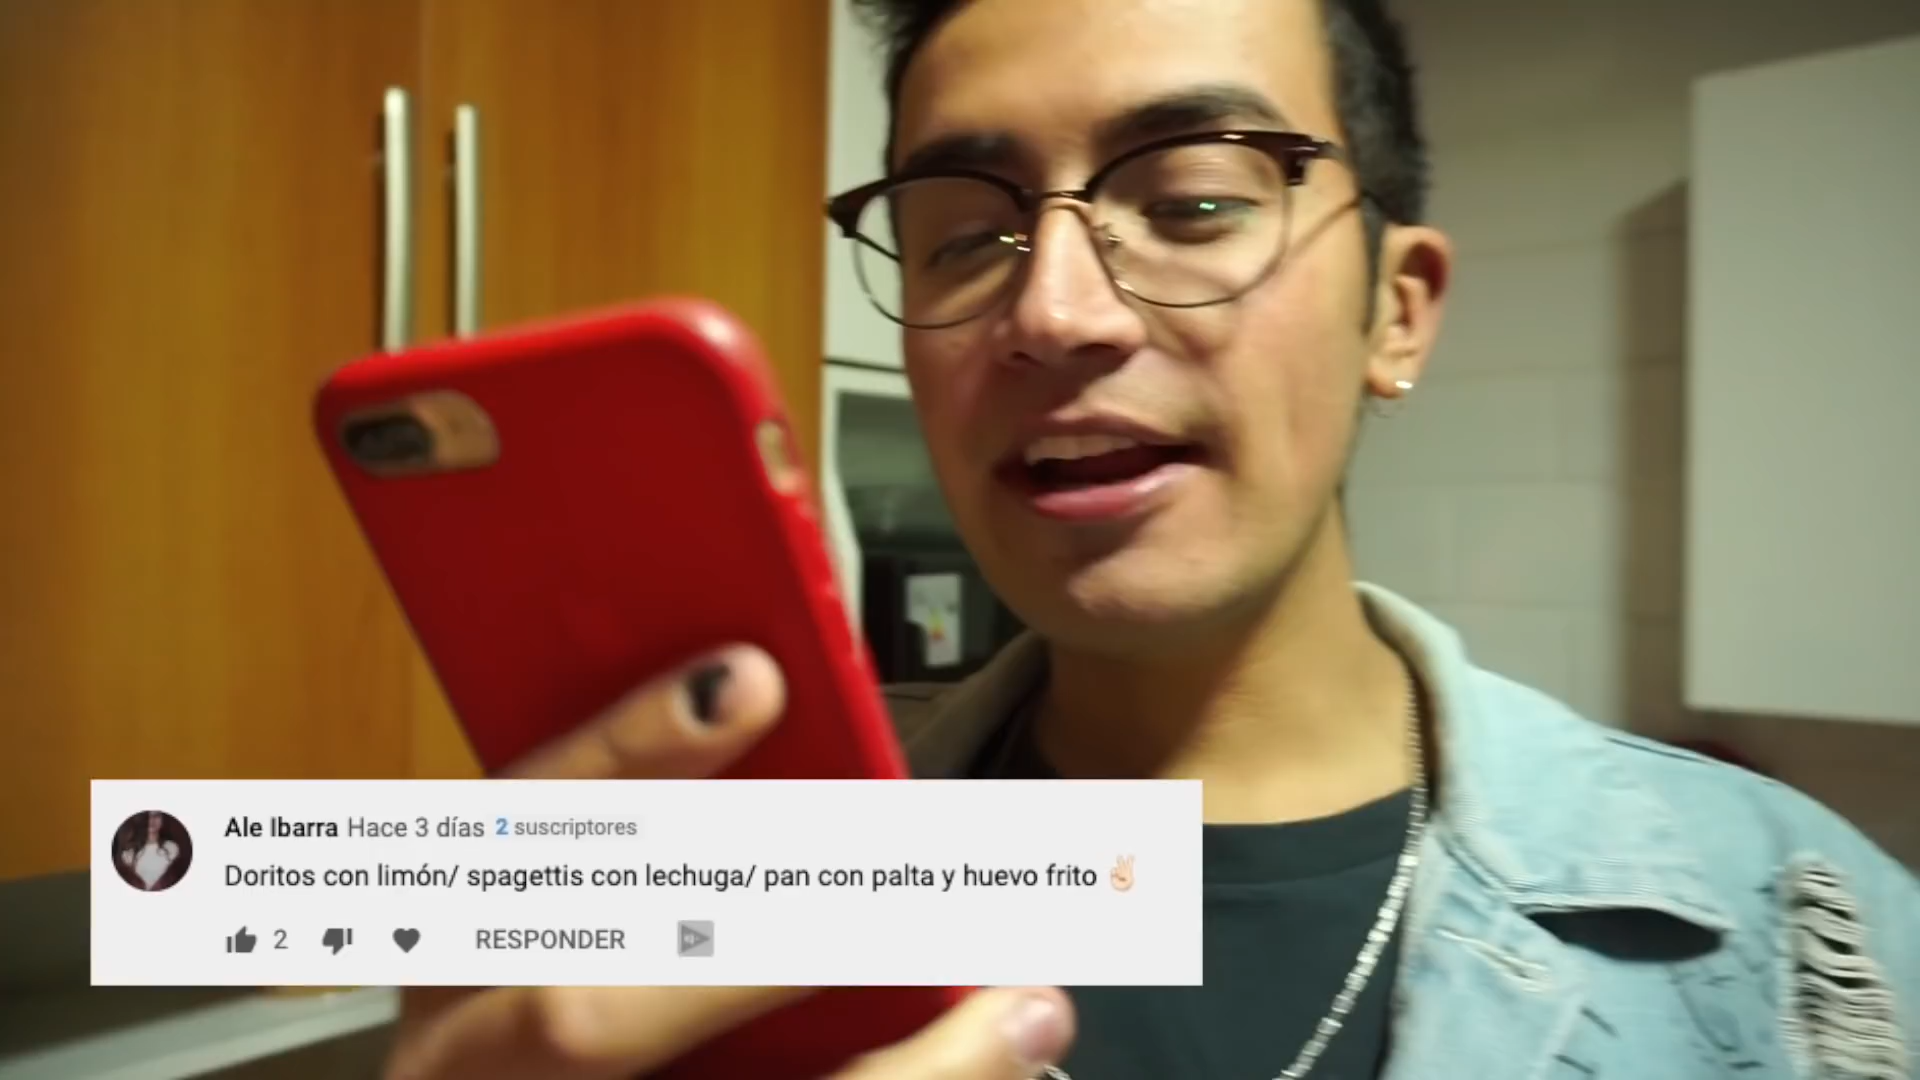 Ale Ibarra Hace 3 días 2 suscriptores
Doritos con limón/ spagettis con lechuga/ pan con palta y huevo frito ✌🏻
2
RESPONDER